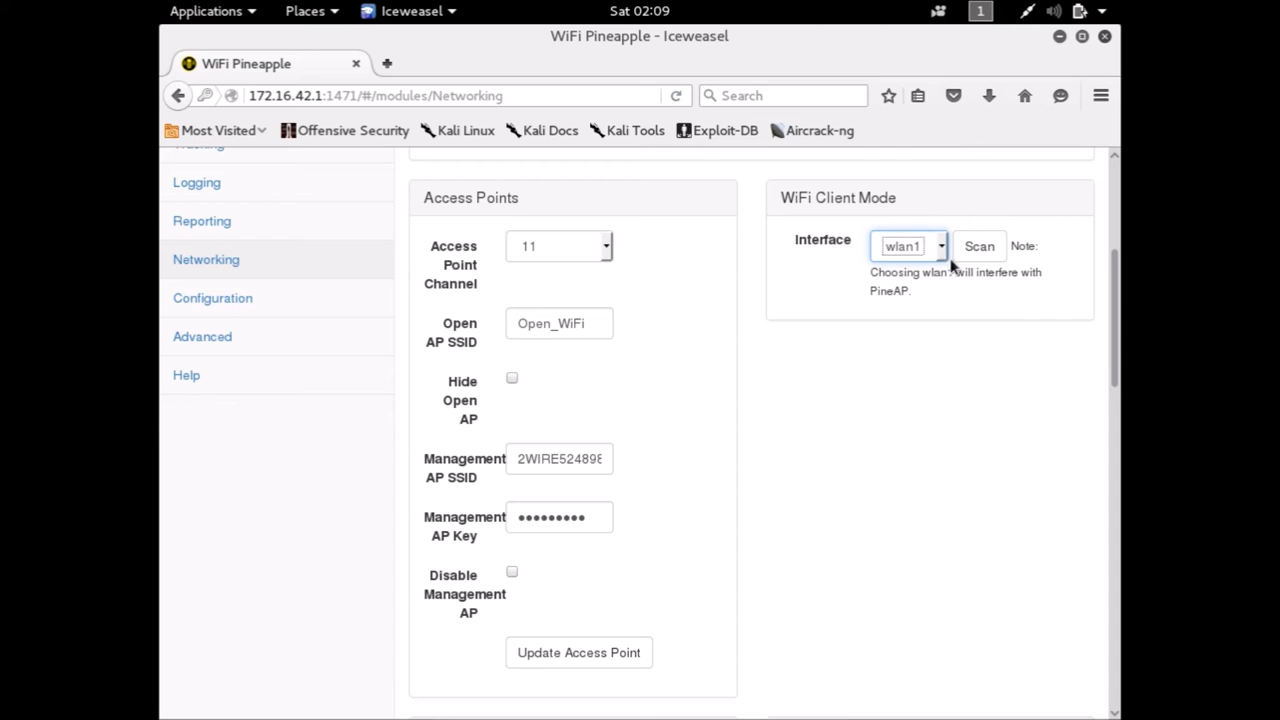 Applications Places Iceweasel Sat 02:09 1
WiFi Pineapple - Iceweasel
WiFi Pineapple
172.16.42.1:1471/#/modules/Networking Search
Most Visited Offensive Security Kali Linux Kali Docs Kali Tools Exploit-DB Aircrack-ng
Logging
Reporting
Networking
Configuration
Advanced
Help
Access Points
Access
Point
Channel
11
Open
AP SSID
Open_WiFi
Hide
Open
AP
Management
AP SSID
2WIRE524898
Management
AP Key
•••••••••
Disable
Management
AP
Update Access Point
WiFi Client Mode
Interface
wlan1
Scan Note:
Choosing will interfere with
PineAP.